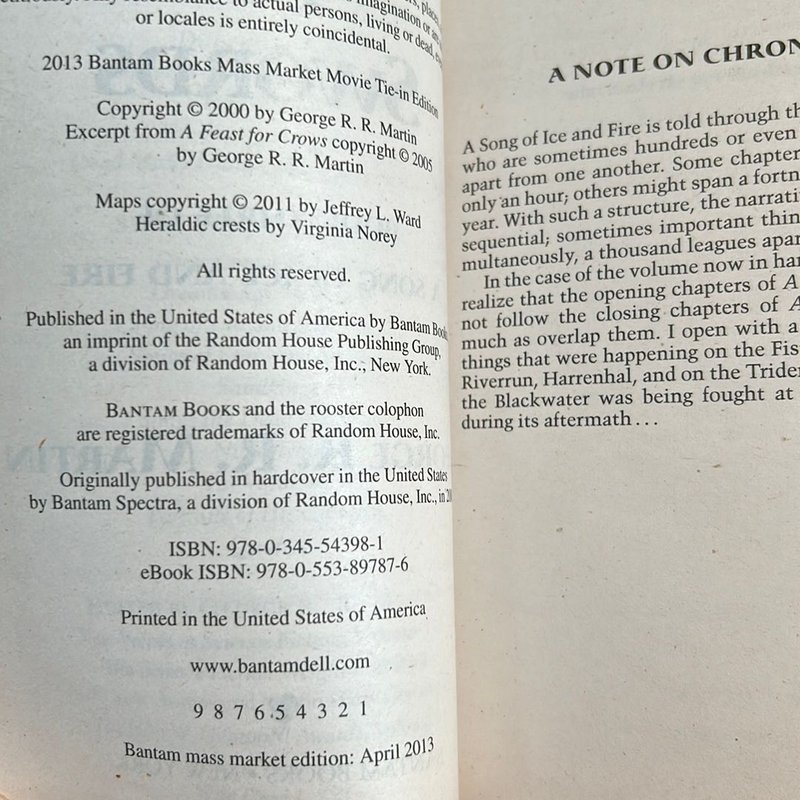 or locales is entirely coincidental.
2013 Bantam Books Mass Market Movie Tie-in Edition
Copyright © 2000 by George R. R. Martin
Excerpt from A Feast for Crows copyright © 2005
by George R. R. Martin
Maps copyright © 2011 by Jeffrey L. Ward
Heraldic crests by Virginia Norey
All rights reserved.
Published in the United States of America by Bantam
an imprint of the Random House Publishing Group,
a division of Random House, Inc., New York.
BANTAM BOOKS and the rooster colophon
are registered trademarks of Random House, Inc.
Originally published in hardcover in the United States
by Bantam Spectra, a division of Random House, Inc., in
ISBN: 978-0-345-54398-1
eBook ISBN: 978-0-553-89787-6
Printed in the United States of America
www.bantamdell.com
9 8 7 6 5 4 3 2 1
Bantam mass market edition: April 2013
A NOTE ON CHRON
A Song of Ice and Fire is told through th
who are sometimes hundreds or even
apart from one another. Some chapter
only an hour; others might span a fortn
year. With such a structure, the narrati
sequential; sometimes important thin
multaneously, a thousand leagues apar
In the case of the volume now in han
realize that the opening chapters of A
not follow the closing chapters of A
much as overlap them. I open with a
things that were happening on the Fis
Riverrun, Harrenhal, and on the Triden
the Blackwater was being fought at
during its aftermath . . .